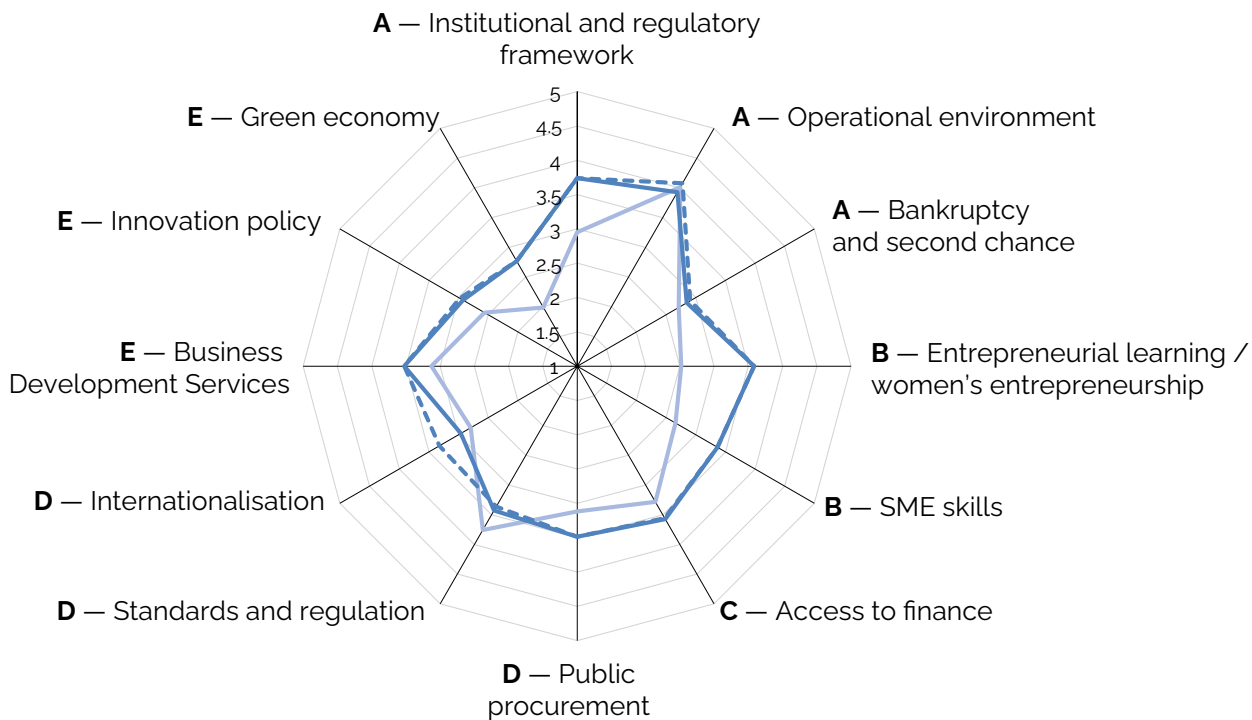 A — Institutional and regulatory
framework
A — Operational environment
A — Bankruptcy
and second chance
B — Entrepreneurial learning /
women's entrepreneurship
B — SME skills
C — Access to finance
D — Public
procurement
D — Standards and regulation
D — Internationalisation
E — Business
Development Services
E — Innovation policy
E — Green economy
5
4.5
4
3.5
3
2.5
2
1.5
1